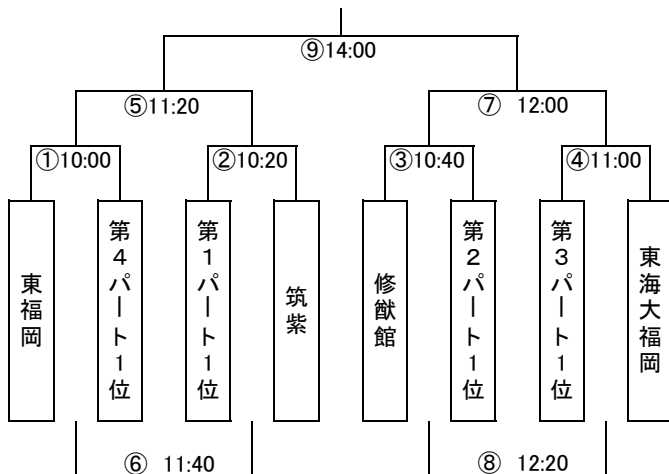 ⑨14:00
⑤11:20
⑦ 12:00
①10:00
②10:20
③10:40
④11:00
東福岡
第4パート1位
第1パート1位
筑紫
修猷館
第2パート1位
第3パート1位
東海大福岡
⑥ 11:40
⑧ 12:20